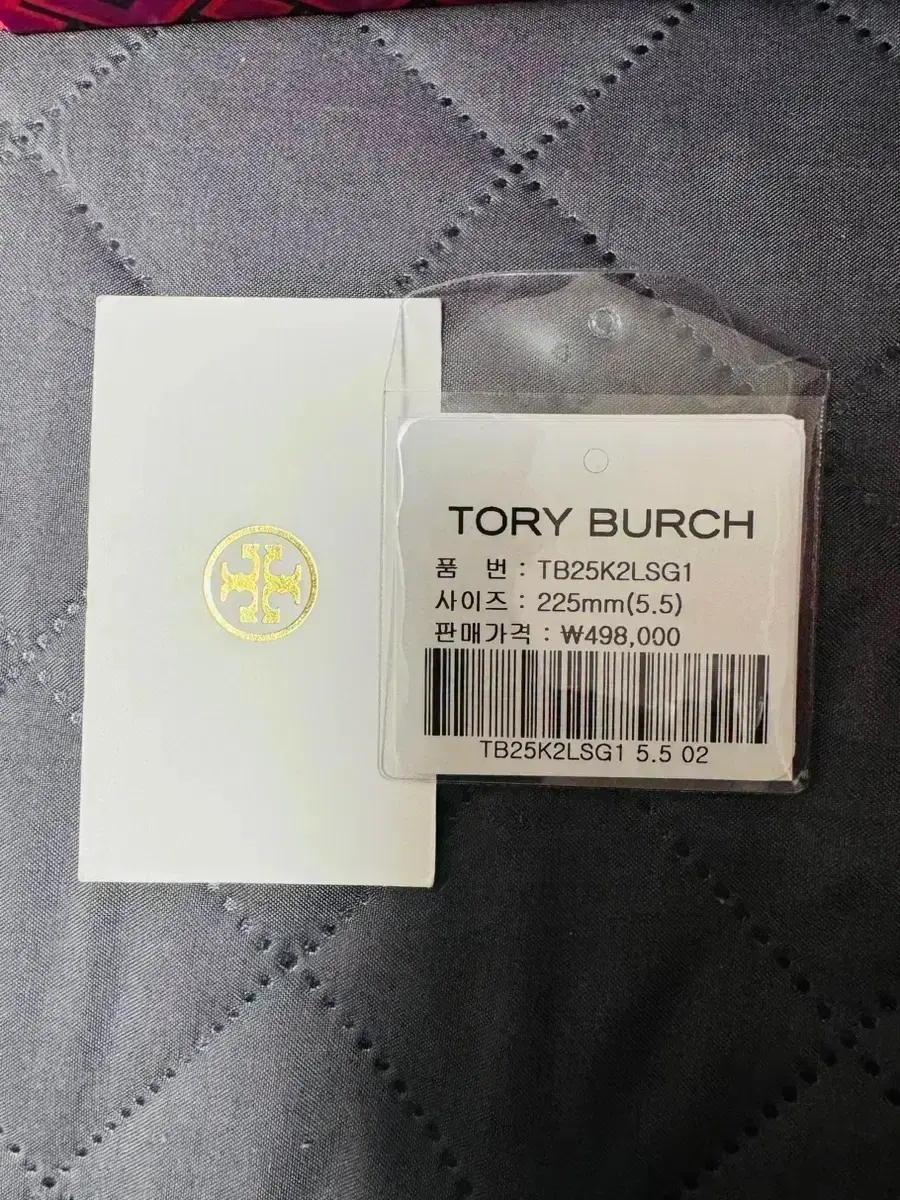 TORY BURCH
품 번 : TB25K2LSG1
사이즈 : 225mm(5.5)
판매가격 : ₩498,000
TB25K2LSG1 5.5 02